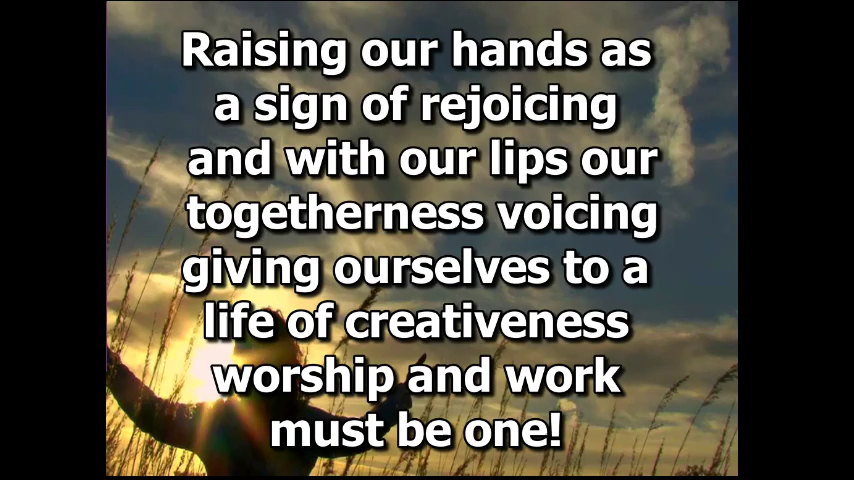 Raising our hands as
a sign of rejoicing
and with our lips our
togetherness voicing
giving ourselves to a
life of creativeness
worship and work
must be one!